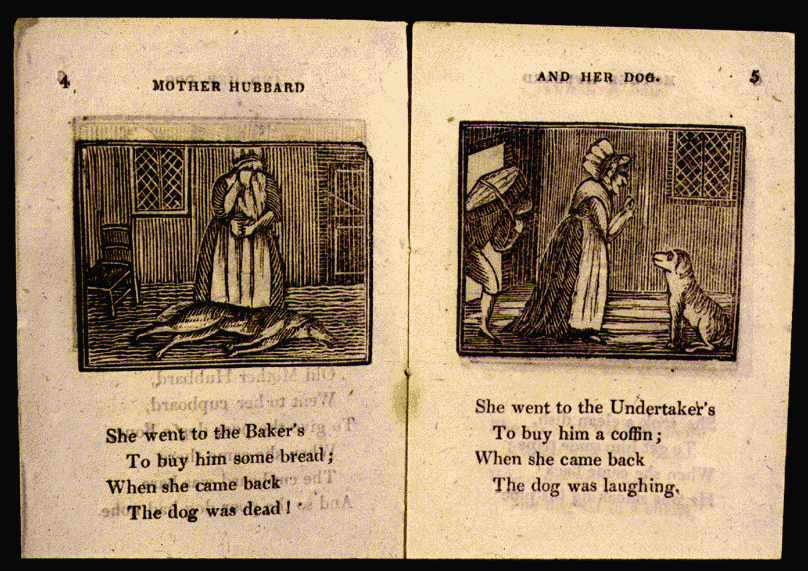 4
MOTHER HUBBARD
She went to the Baker's
To buy him some bread;
When she came back
The dog was dead!
AND HER DOG.
5
She went to the Undertaker's
To buy him a coffin;
When she came back
The dog was laughing.